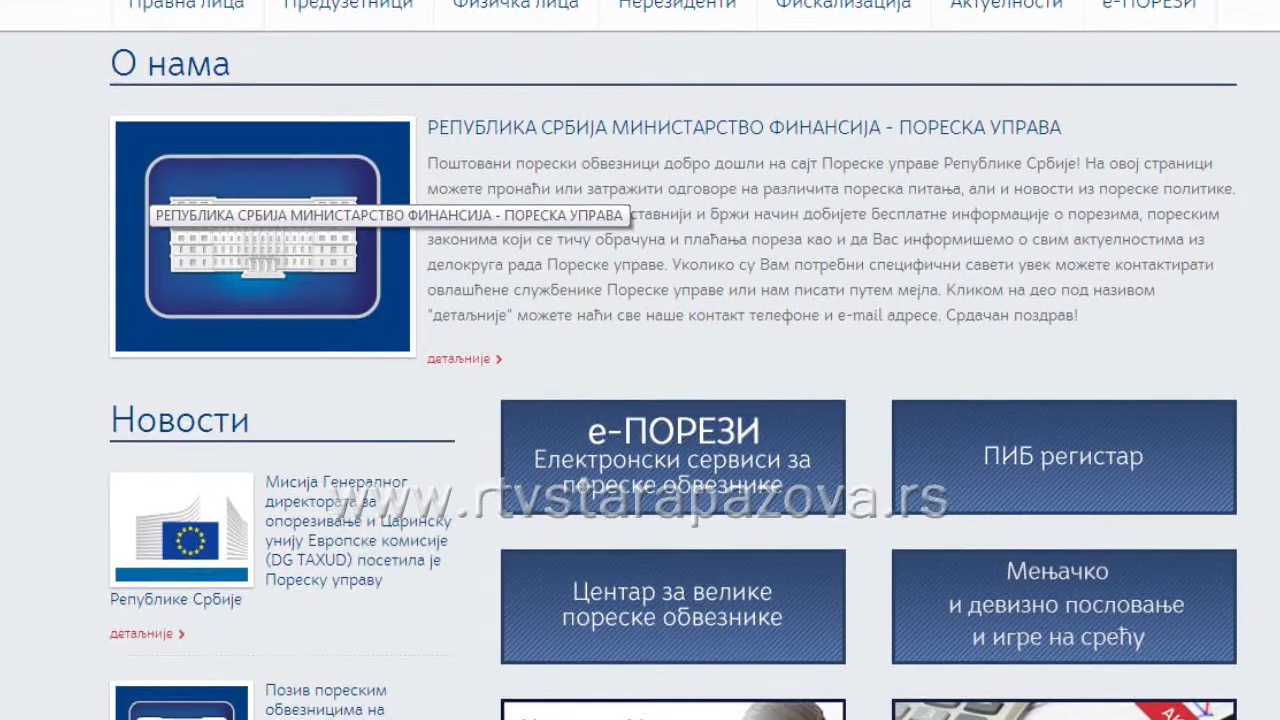 Правна лица Предузетници Физичка лица Нерезиденти Фискализација Актуелности е-ПОРЕЗИ
О нама
РЕПУБЛИКА СРБИЈА МИНИСТАРСТВО ФИНАНСИЈА - ПОРЕСКА УПРАВА
Поштовани порески обвезници добро дошли на сајт Пореске управе Републике Србије! На овој страници
можете пронаћи или затражити одговоре на различита пореска питања, али и новости из пореске политике.
РЕПУБЛИКА СРБИЈА МИНИСТАРСТВО ФИНАНСИЈА - ПОРЕСКА УПРАВА
ставнији и бржи начин добијете бесплатне информације о порезима, пореским
законима који се тичу обрачуна и плаћања пореза као и да Вас информишемо о свим актуелностима из
делокруга рада Пореске управе. Уколико су Вам потребни специфични савети увек можете контактирати
овлашћене службенике Пореске управе или нам писати путем мејла. Кликом на део под називом
"детаљније" можете наћи све наше контакт телефоне и e-mail адресе. Срдачан поздрав!
детаљније
Новости
Мисија Генералног
директората за
опорезивање и Царинску
унију Европске комисије
(DG TAXUD) посетила је
Пореску управу
Републике Србије
детаљније
Позив пореским
обвезницима на
е-ПОРЕЗИ
Електронски сервиси за
пореске обвезнике
ПИБ регистар
www.rtvstarapazova.rs
Центар за велике
пореске обвезнике
Мењачко
и девизно пословање
и игре на срећу